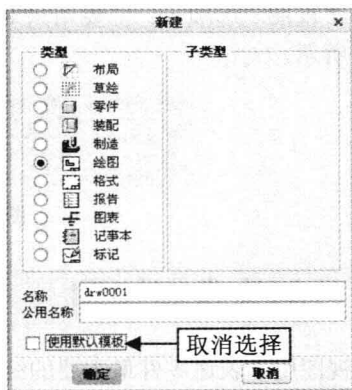 新建
类型
子类型
布局
草绘
零件
装配
制造
绘图
格式
报告
图表
记事本
标记
名称 drw0001
公用名称
使用默认模板
取消选择
确定 取消